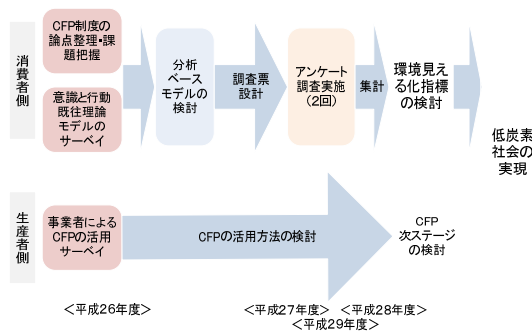 消費者側
CFP制度の
論点整理・課
題把握
意識と行動
既往理論
モデルの
サーベイ
分析
ベース
モデルの
検討
調査票
設計
アンケート
調査実施
(2回)
集計
環境見え
る化指標
の検討
低炭素
社会の
実現
生産者側
事業者による
CFPの活用
サーベイ
CFPの活用方法の検討
CFP
次ステージ
の検討
<平成26年度>
<平成27年度>
<平成28年度>
<平成29年度>